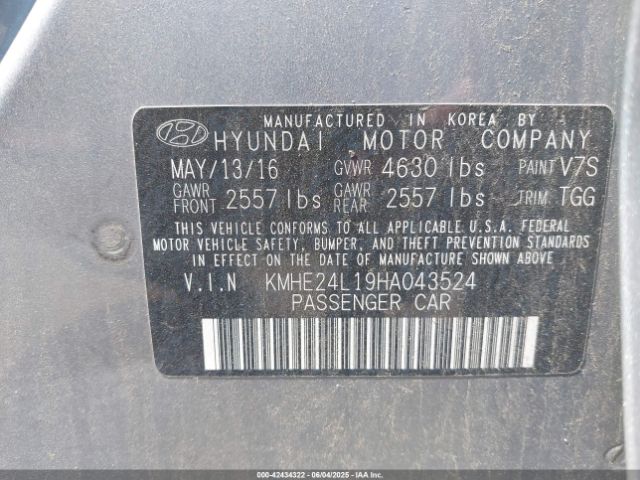 MANUFACTURED IN KOREA BY
HYUNDAI MOTOR COMPANY
MAY/13/16 GVWR 4630 lbs PAINT V7S
GAWR FRONT 2557 lbs GAWR REAR 2557 lbs TRIM TGG
THIS VEHICLE CONFORMS TO ALL APPLICABLE U.S.A. FEDERAL
MOTOR VEHICLE SAFETY, BUMPER, AND THEFT PREVENTION STANDARDS
IN EFFECT ON THE DATE OF MANUFACTURE SHOWN ABOVE
V.I.N KMHE24L19HA043524
PASSENGER CAR
000-42434322 | 06/04/2025 | IAAI.COM